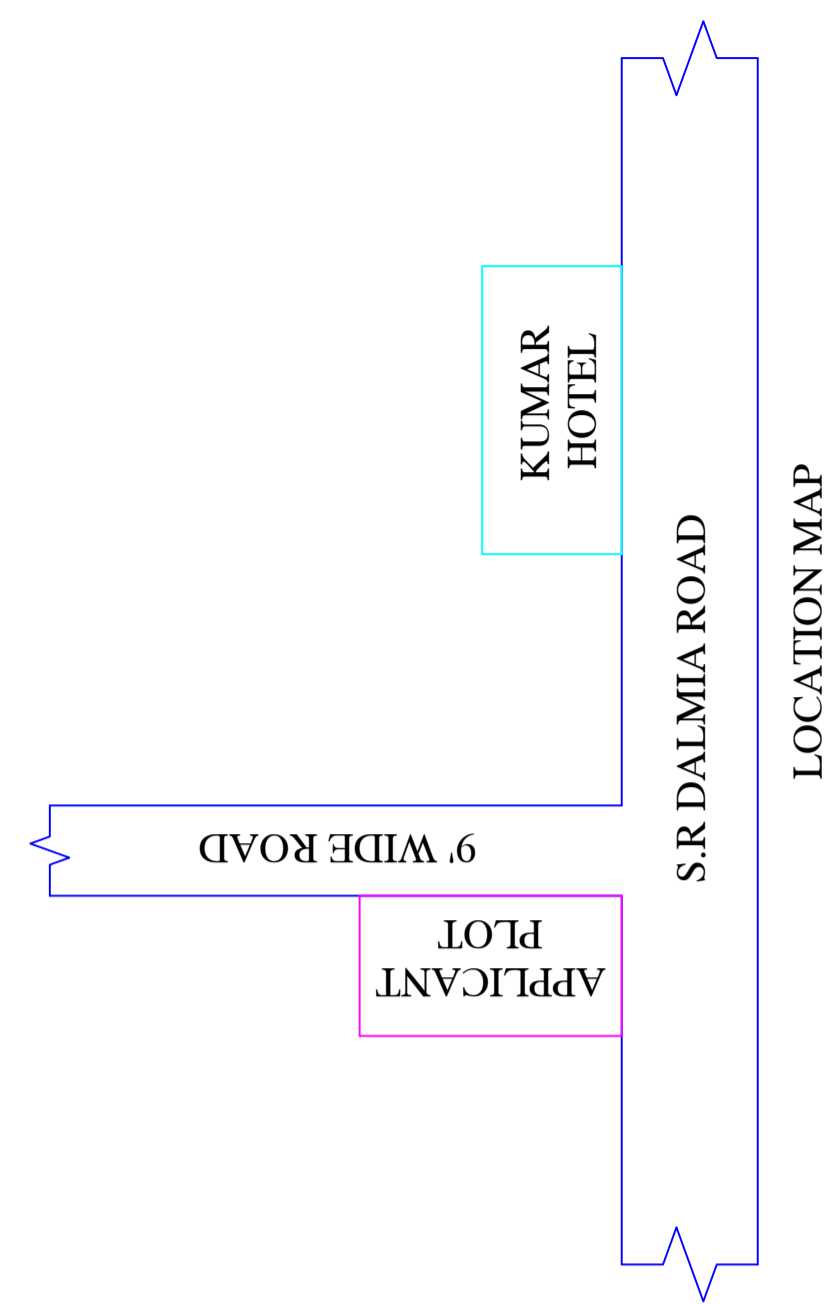 KUMAR
HOTEL
S.R DALMIA ROAD
9' WIDE ROAD
APPLICANT
PLOT
LOCATION MAP